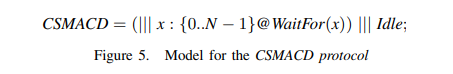 CSMACD = (||| x : {0..N − 1}@WaitFor(x)) ||| Idle;
Figure 5. Model for the CSMACD protocol